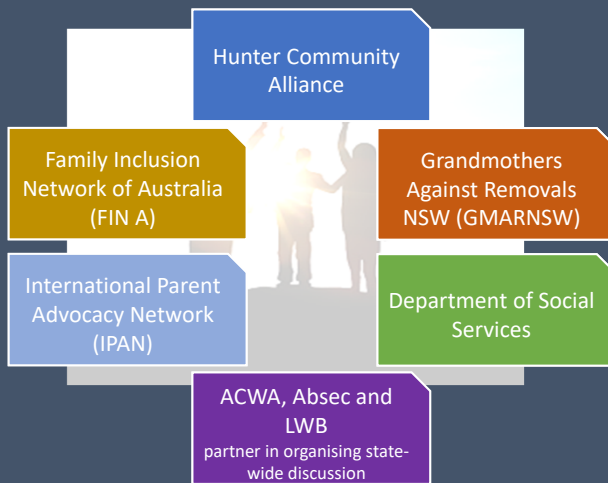 Hunter Community
Alliance
Family Inclusion
Network of Australia
(FIN A)
Grandmothers
Against Removals
NSW (GMARNSW)
International Parent
Advocacy Network
(IPAN)
Department of Social
Services
ACWA, Absec and
LWB
partner in organising state-
wide discussion